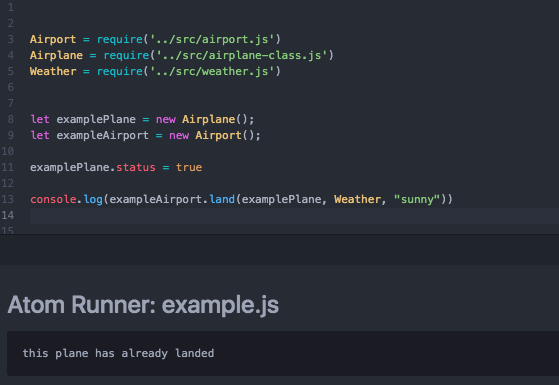 1
2
3 Airport = require('../src/airport.js')
4 Airplane = require('../src/airplane-class.js')
5 Weather = require('../src/weather.js')
6
7
8 let examplePlane = new Airplane();
9 let exampleAirport = new Airport();
10
11 examplePlane.status = true
12
13 console.log(exampleAirport.land(examplePlane, Weather, "sunny"))
14
15
Atom Runner: example.js
this plane has already landed